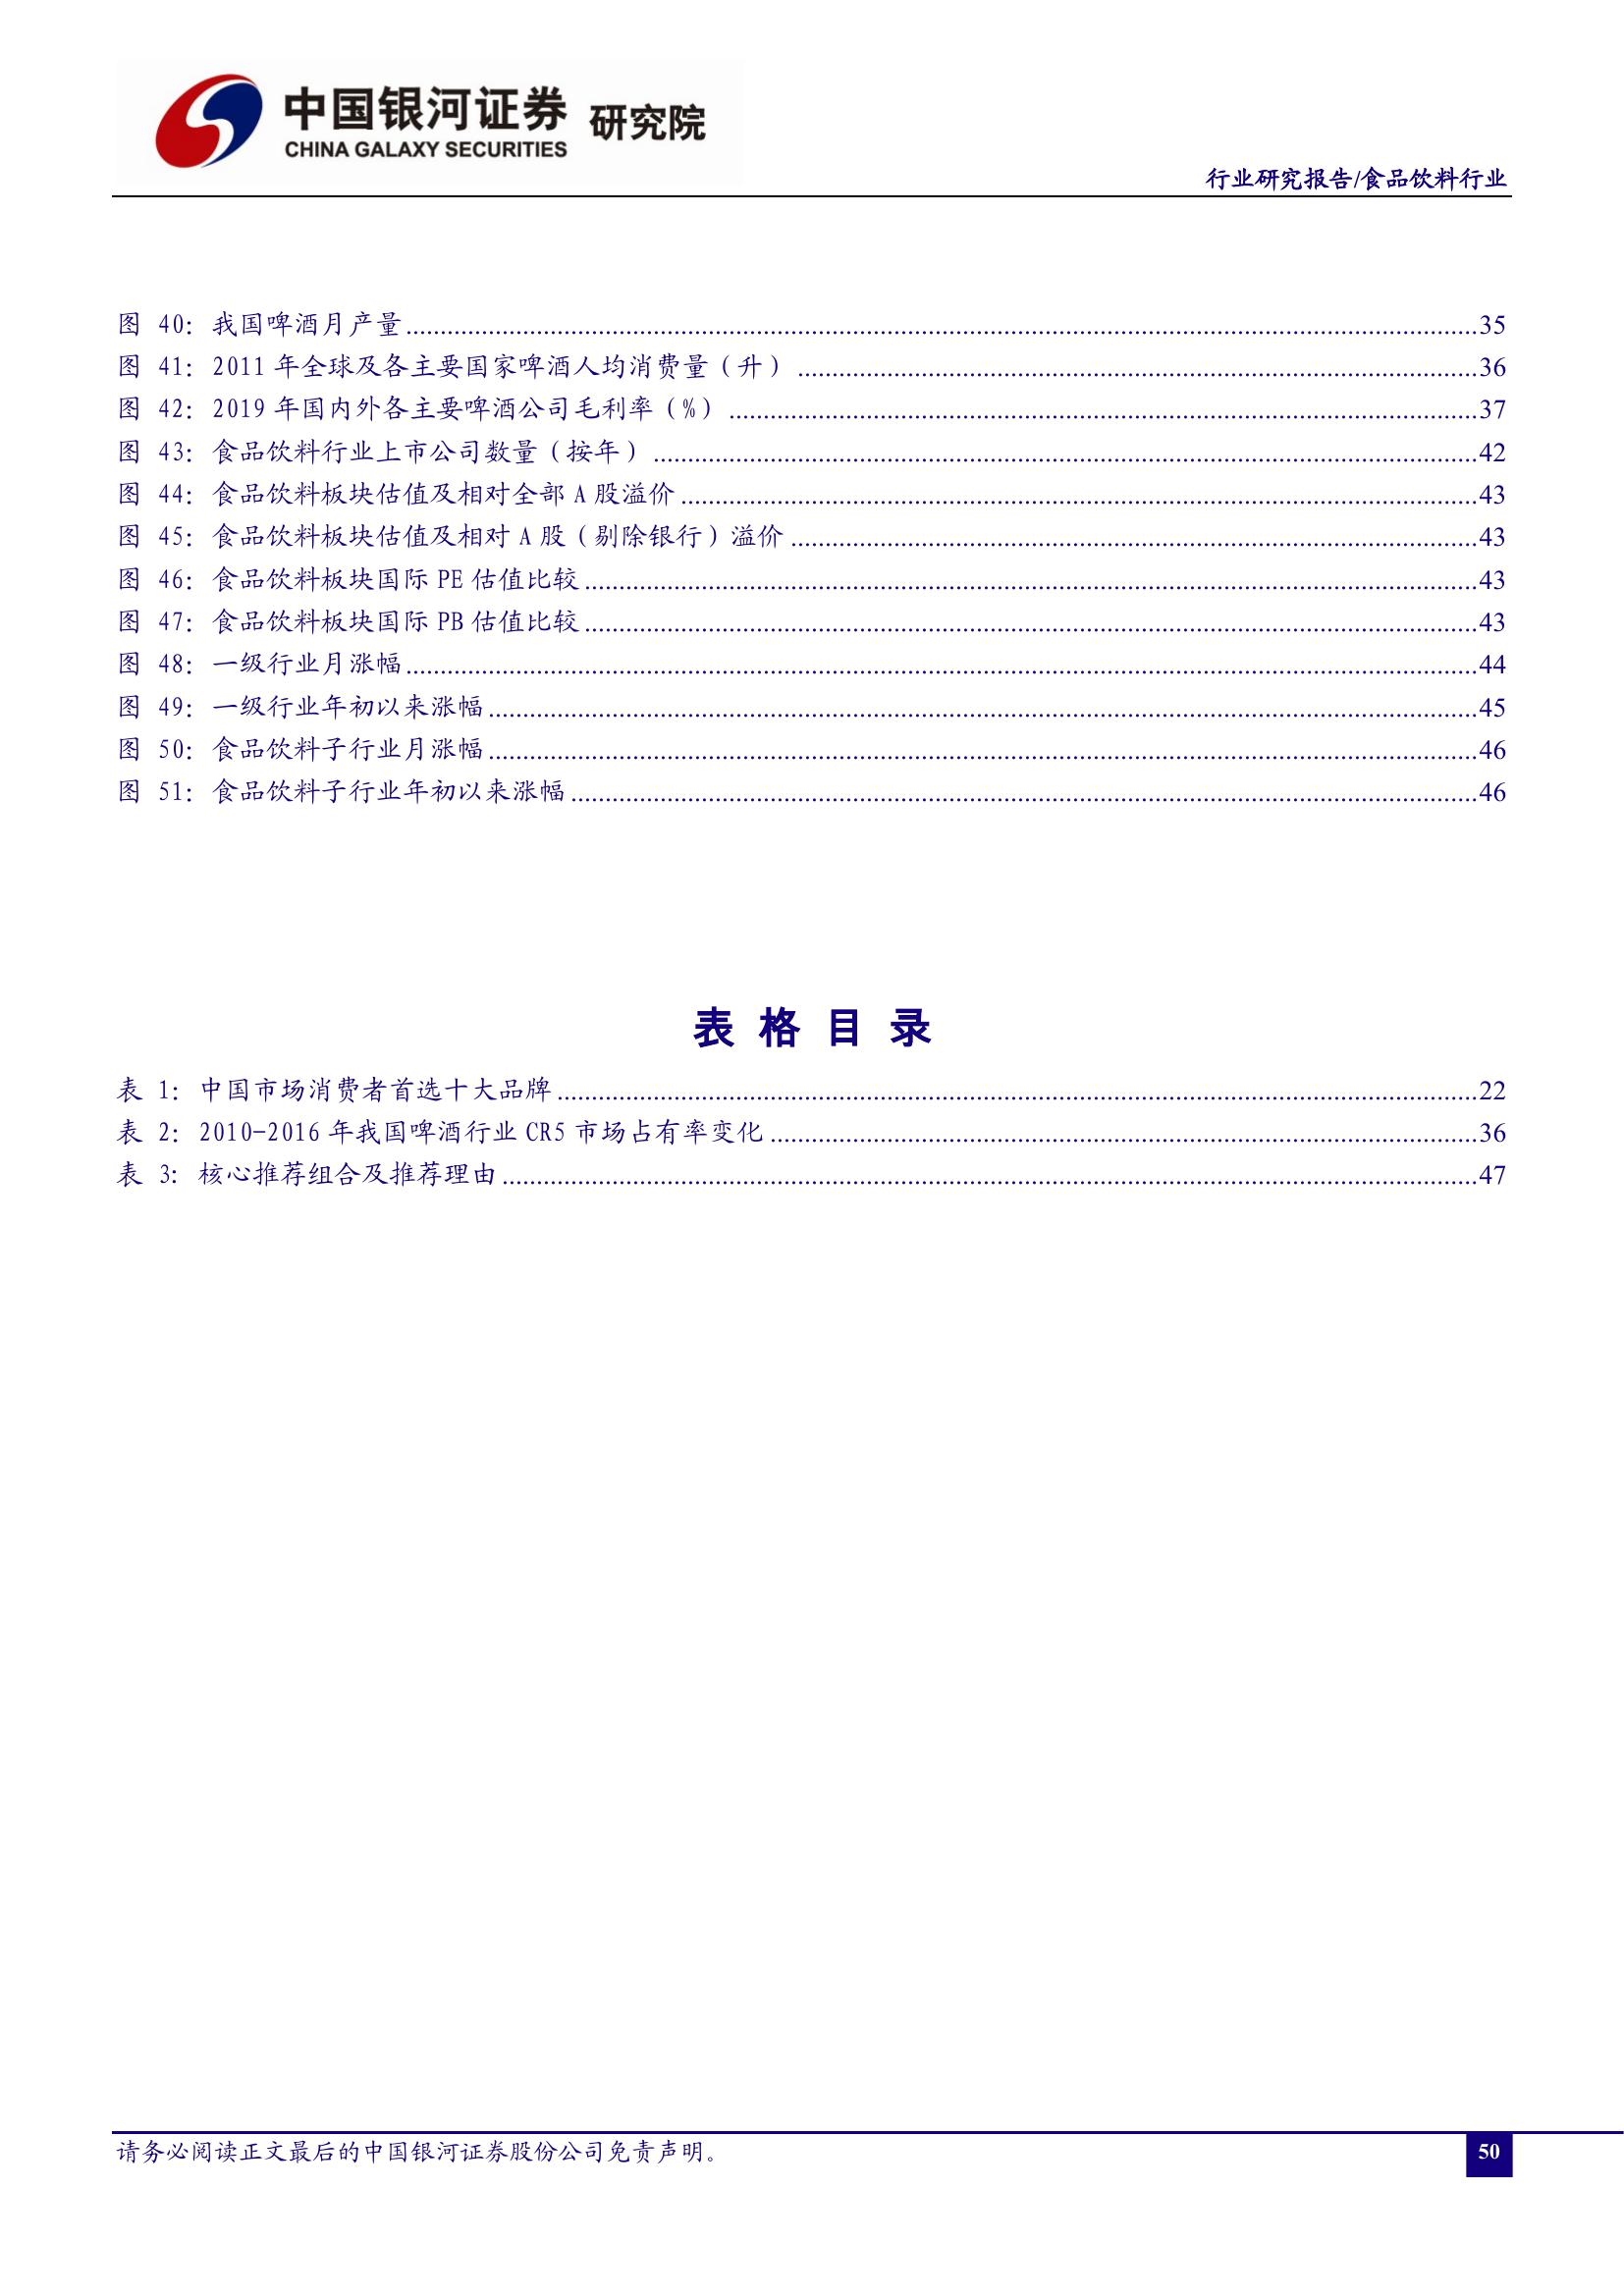 中国银河证券 研究院
CHINA GALAXY SECURITIES
行业研究报告/食品饮料行业
图 40: 我国啤酒月产量 35
图 41: 2011 年全球及各主要国家啤酒人均消费量（升） 36
图 42: 2019 年国内外各主要啤酒公司毛利率（%） 37
图 43: 食品饮料行业上市公司数量（按年） 42
图 44: 食品饮料板块估值及相对全部 A 股溢价 43
图 45: 食品饮料板块估值及相对 A 股（剔除银行）溢价 43
图 46: 食品饮料板块国际 PE 估值比较 43
图 47: 食品饮料板块国际 PB 估值比较 43
图 48: 一级行业月涨幅 44
图 49: 一级行业年初以来涨幅 45
图 50: 食品饮料子行业月涨幅 46
图 51: 食品饮料子行业年初以来涨幅 46
表 格 目 录
表 1: 中国市场消费者首选十大品牌 22
表 2: 2010-2016 年我国啤酒行业 CR5 市场占有率变化 36
表 3: 核心推荐组合及推荐理由 47
请务必阅读正文最后的中国银河证券股份公司免责声明。
50